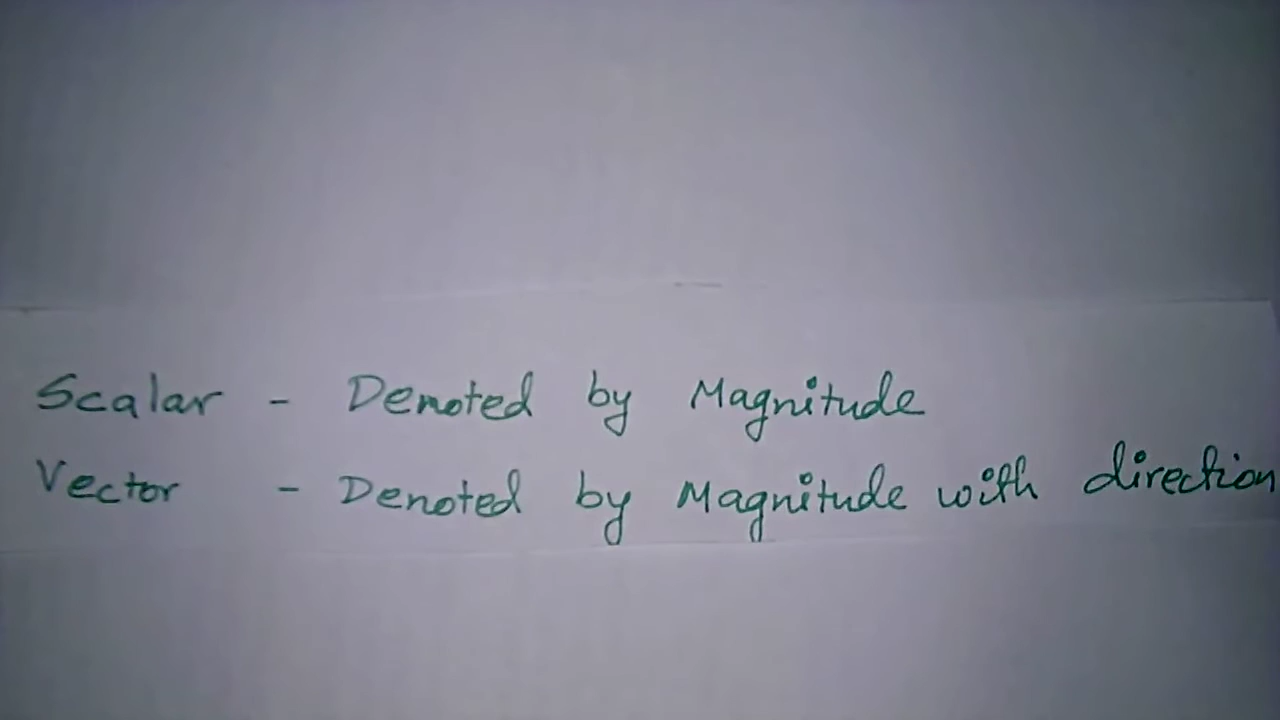 Scalar - Denoted by Magnitude
Vector - Denoted by Magnitude with direction